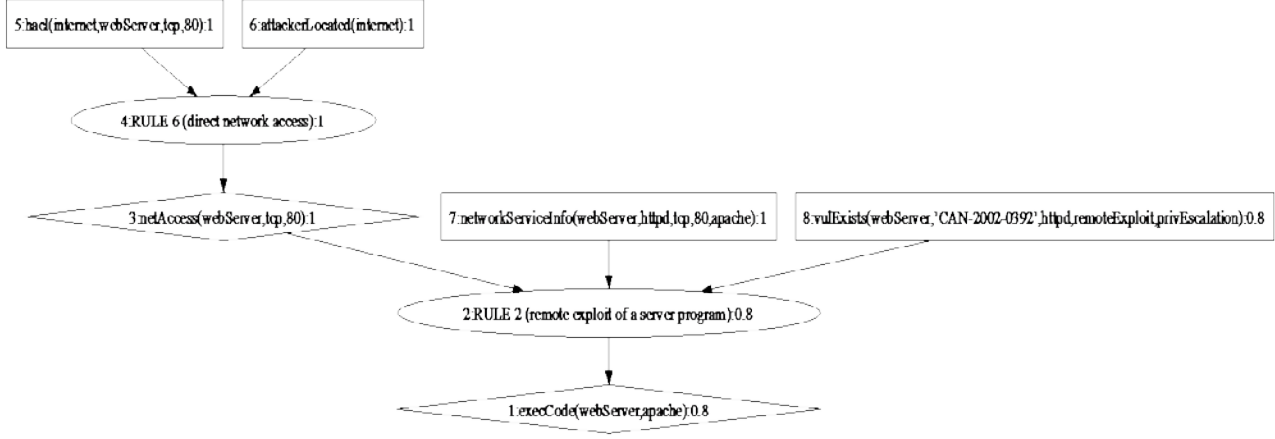 5:hacl(internet,webServer,tcp,80):1
6:attackerLocated(internet):1
4:RULE 6 (direct network access):1
3:netAccess(webServer,tcp,80):1
7:networkServiceInfo(webServer,httpd,tcp,80,apache):1
8:vulExists(webServer,'CAN-2002-0392',httpd,remoteExploit,privEscalation):0.8
2:RULE 2 (remote exploit of a server program):0.8
1:execCode(webServer,apache):0.8